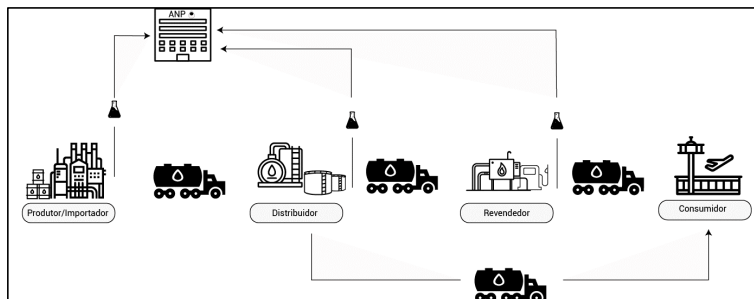 ANP
Produtor/Importador
Distribuidor
Revendedor
Consumidor